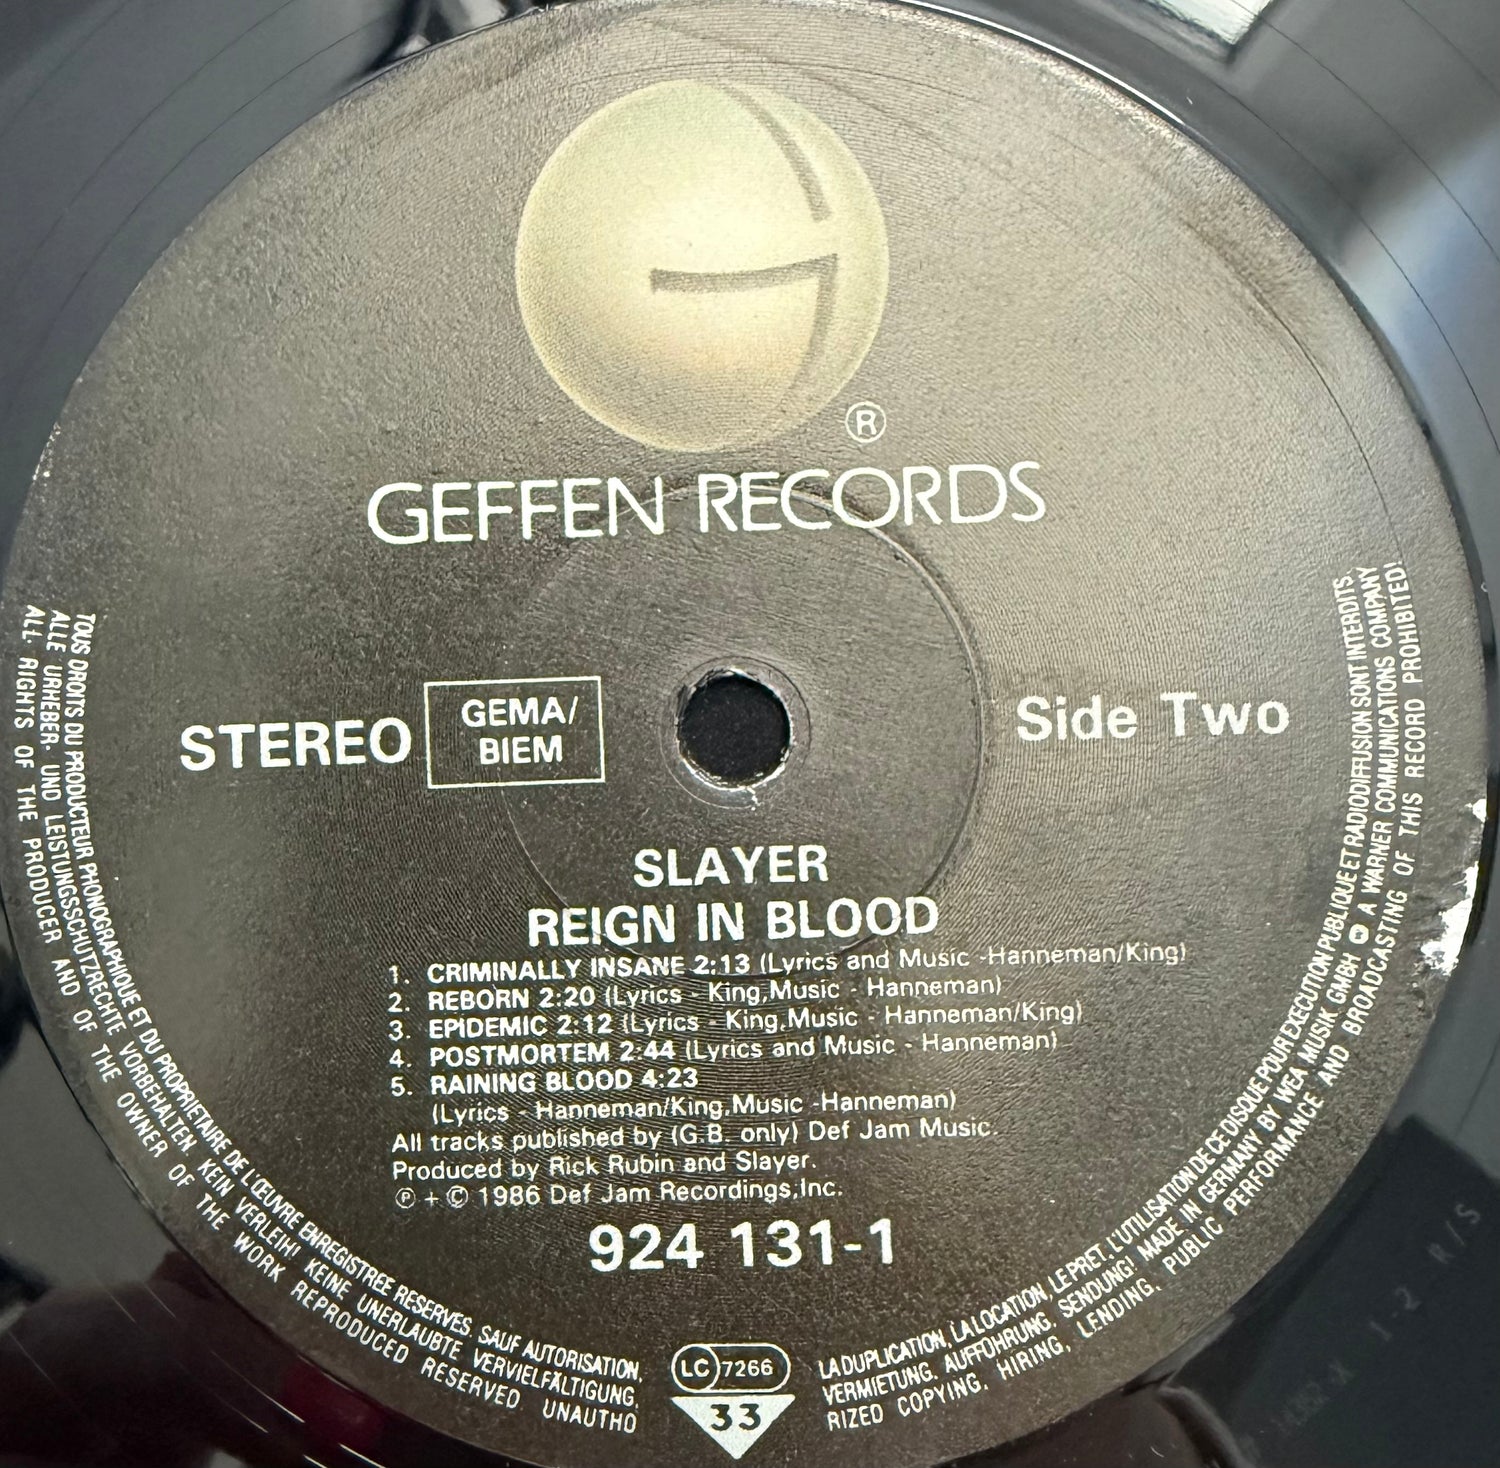 ®
GEFFEN RECORDS
STEREO
GEMA/
BIEM
Side Two
SLAYER
REIGN IN BLOOD
1. CRIMINALLY INSANE 2:13 (Lyrics and Music -Hanneman/King)
2. REBORN 2:20 (Lyrics - King,Music - Hanneman)
3. EPIDEMIC 2:12 (Lyrics - King,Music - Hanneman/King)
4. POSTMORTEM 2:44 (Lyrics and Music - Hanneman)
5. RAINING BLOOD 4:23
(Lyrics - Hanneman/King,Music -Hanneman)
All tracks published by (G.B. only) Def Jam Music.
Produced by Rick Rubin and Slayer.
℗ + © 1986 Def Jam Recordings,Inc.
924 131-1
TOUS DROITS DU PRODUCTEUR PHONOGRAPHIQUE ET DU PROPRIETAIRE DE L'ŒUVRE ENREGISTREE RESERVES. SAUF AUTORISATION, LA DUPLICATION, LA LOCATION, LE PRET, L'UTILISATION DE CE DISQUE POUR EXECUTION PUBLIQUE ET RADIODIFFUSION SONT INTERDITS.
ALLE URHEBER- UND LEISTUNGSSCHUTZRECHTE VORBEHALTEN. KEIN VERLEIH! KEINE UNERLAUBTE VERVIELFÄLTIGUNG, VERMIETUNG, AUFFÜHRUNG, SENDUNG! MADE IN GERMANY BY WEA MUSIK GMBH A WARNER COMMUNICATIONS COMPANY
ALL RIGHTS OF THE PRODUCER AND OF THE OWNER OF THE WORK REPRODUCED RESERVED UNAUTHORIZED COPYING, HIRING, LENDING, PUBLIC PERFORMANCE AND BROADCASTING OF THIS RECORD PROHIBITED!
LC 7266
33